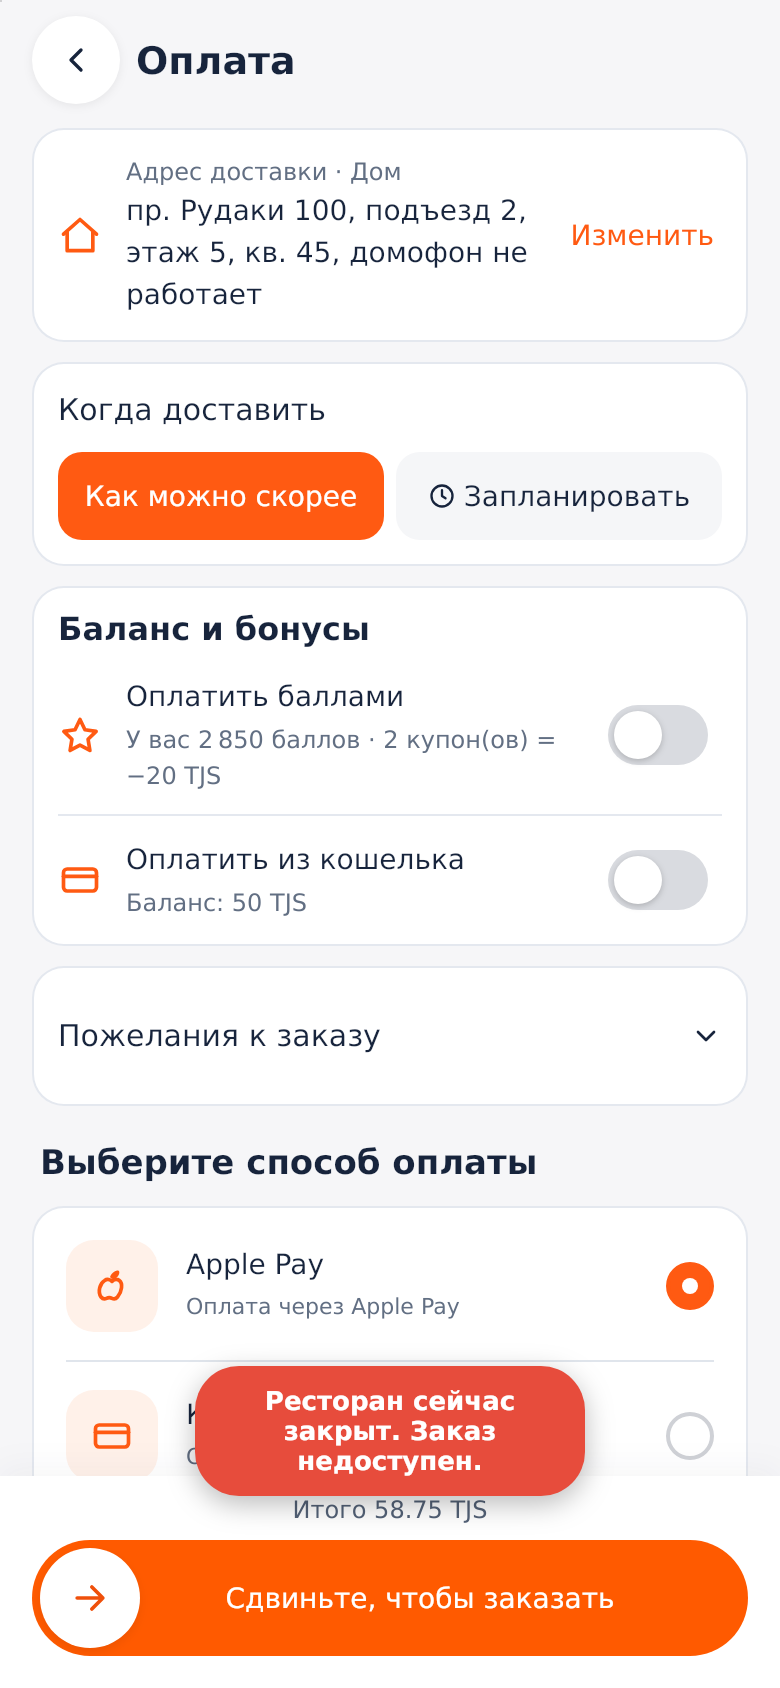 Оплата
Адрес доставки · Дом
пр. Рудаки 100, подъезд 2,
этаж 5, кв. 45, домофон не
работает
Изменить
Когда доставить
Как можно скорее
Запланировать
Баланс и бонусы
Оплатить баллами
У вас 2 850 баллов · 2 купон(ов) =
−20 TJS
Оплатить из кошелька
Баланс: 50 TJS
Пожелания к заказу
Выберите способ оплаты
Apple Pay
Оплата через Apple Pay
Ресторан сейчас
закрыт. Заказ
недоступен.
Итого 58.75 TJS
Сдвиньте, чтобы заказать